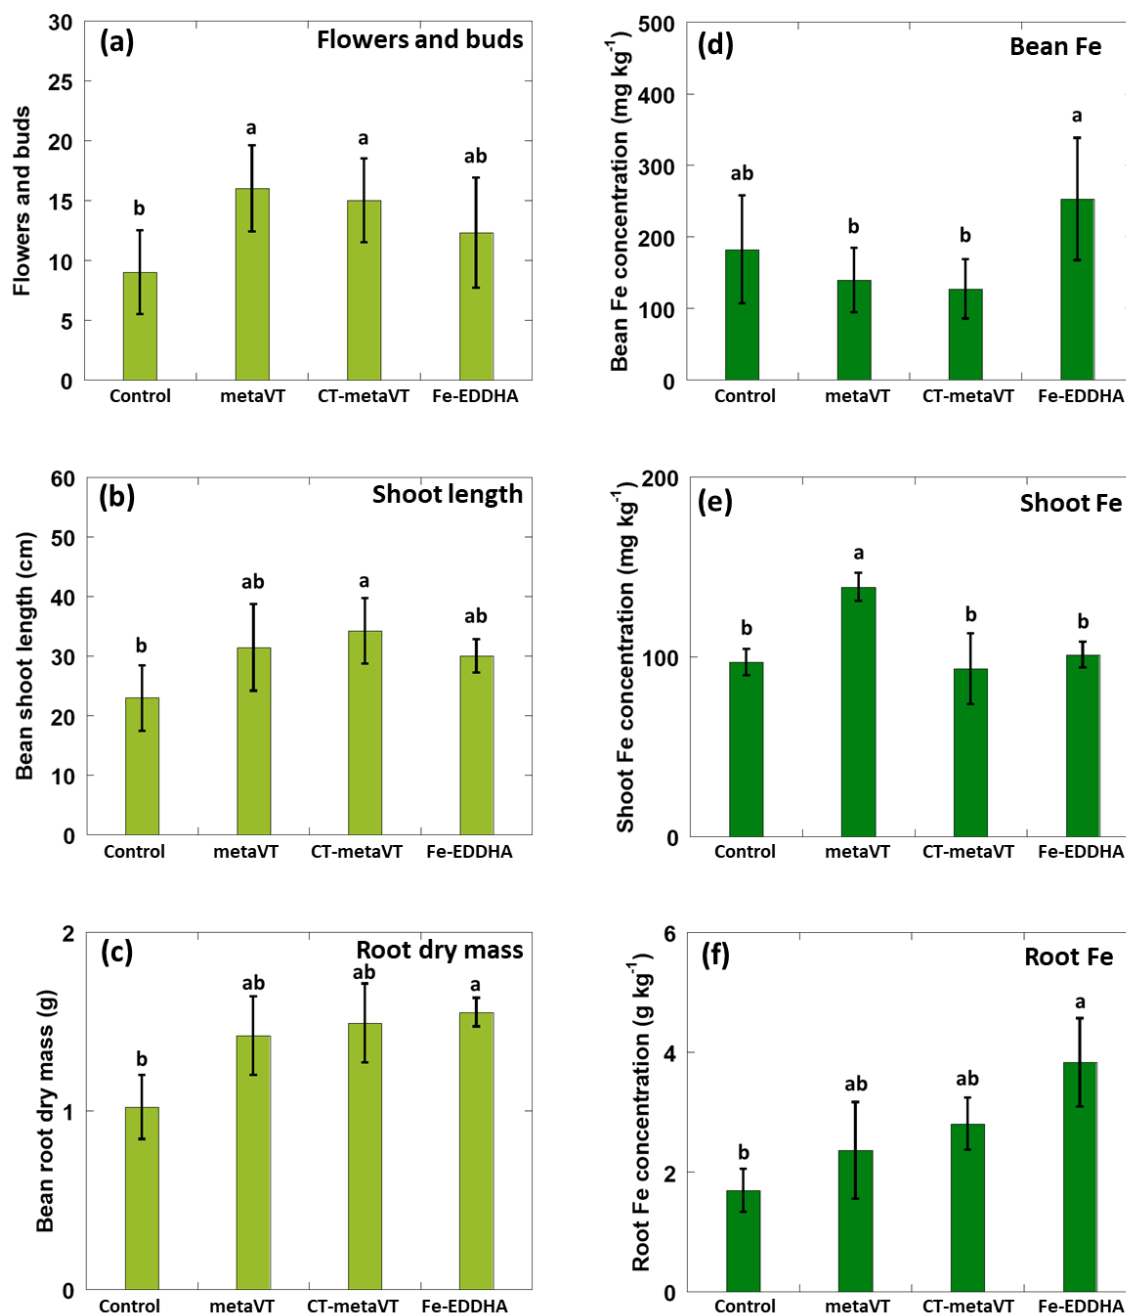 (a)
Flowers and buds
Flowers and buds
30
25
20
15
10
5
0
b
a
a
ab
Control
metaVT
CT-metaVT
Fe-EDDHA
(d)
Bean Fe
Bean Fe concentration (mg kg⁻¹)
500
400
300
200
100
0
ab
b
b
a
Control
metaVT
CT-metaVT
Fe-EDDHA
(b)
Shoot length
Bean shoot length (cm)
60
50
40
30
20
10
0
b
ab
a
ab
Control
metaVT
CT-metaVT
Fe-EDDHA
(e)
Shoot Fe
Shoot Fe concentration (mg kg⁻¹)
200
100
0
b
a
b
b
Control
metaVT
CT-metaVT
Fe-EDDHA
(c)
Root dry mass
Bean root dry mass (g)
2
1
0
b
ab
ab
a
Control
metaVT
CT-metaVT
Fe-EDDHA
(f)
Root Fe
Root Fe concentration (g kg⁻¹)
6
4
2
0
b
ab
ab
a
Control
metaVT
CT-metaVT
Fe-EDDHA